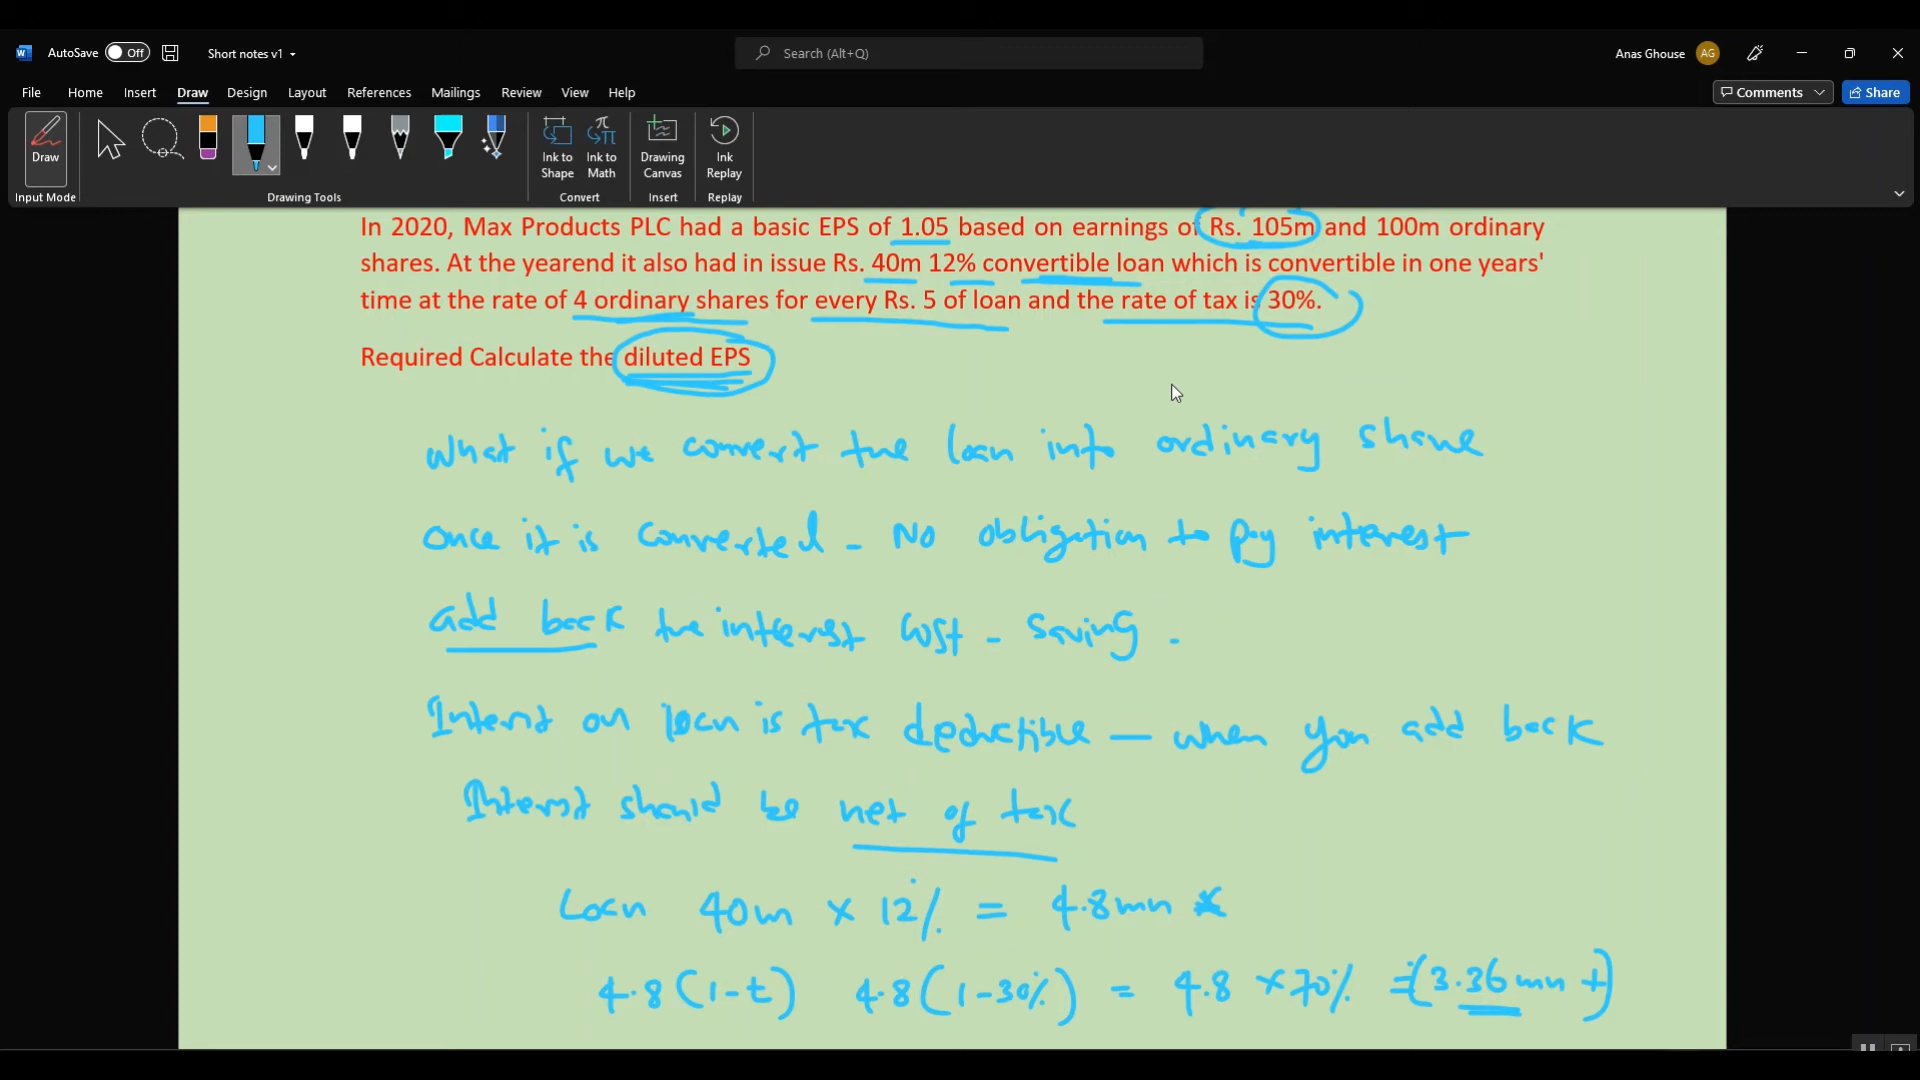 AutoSave Off Short notes v1 Search (Alt+Q) Anas Ghouse AG
File Home Insert Draw Design Layout References Mailings Review View Help Comments Share
Draw Ink to Shape Ink to Math Drawing Canvas Ink Replay
Input Mode Drawing Tools Convert Insert Replay
In 2020, Max Products PLC had a basic EPS of 1.05 based on earnings of Rs. 105m and 100m ordinary
shares. At the yearend it also had in issue Rs. 40m 12% convertible loan which is convertible in one years'
time at the rate of 4 ordinary shares for every Rs. 5 of loan and the rate of tax is 30%.
Required Calculate the diluted EPS
what if we convert the loan into ordinary share
once it is converted - No obligation to pay interest
add back the interest cost - saving .
Interest on loan is tax deductible — when you add back
Interest should be net of tax
Loan 40m x 12% = 4.8mn *
4.8 (1-t) 4.8 (1-30%) = 4.8 x 70% = (3.36 mn +)